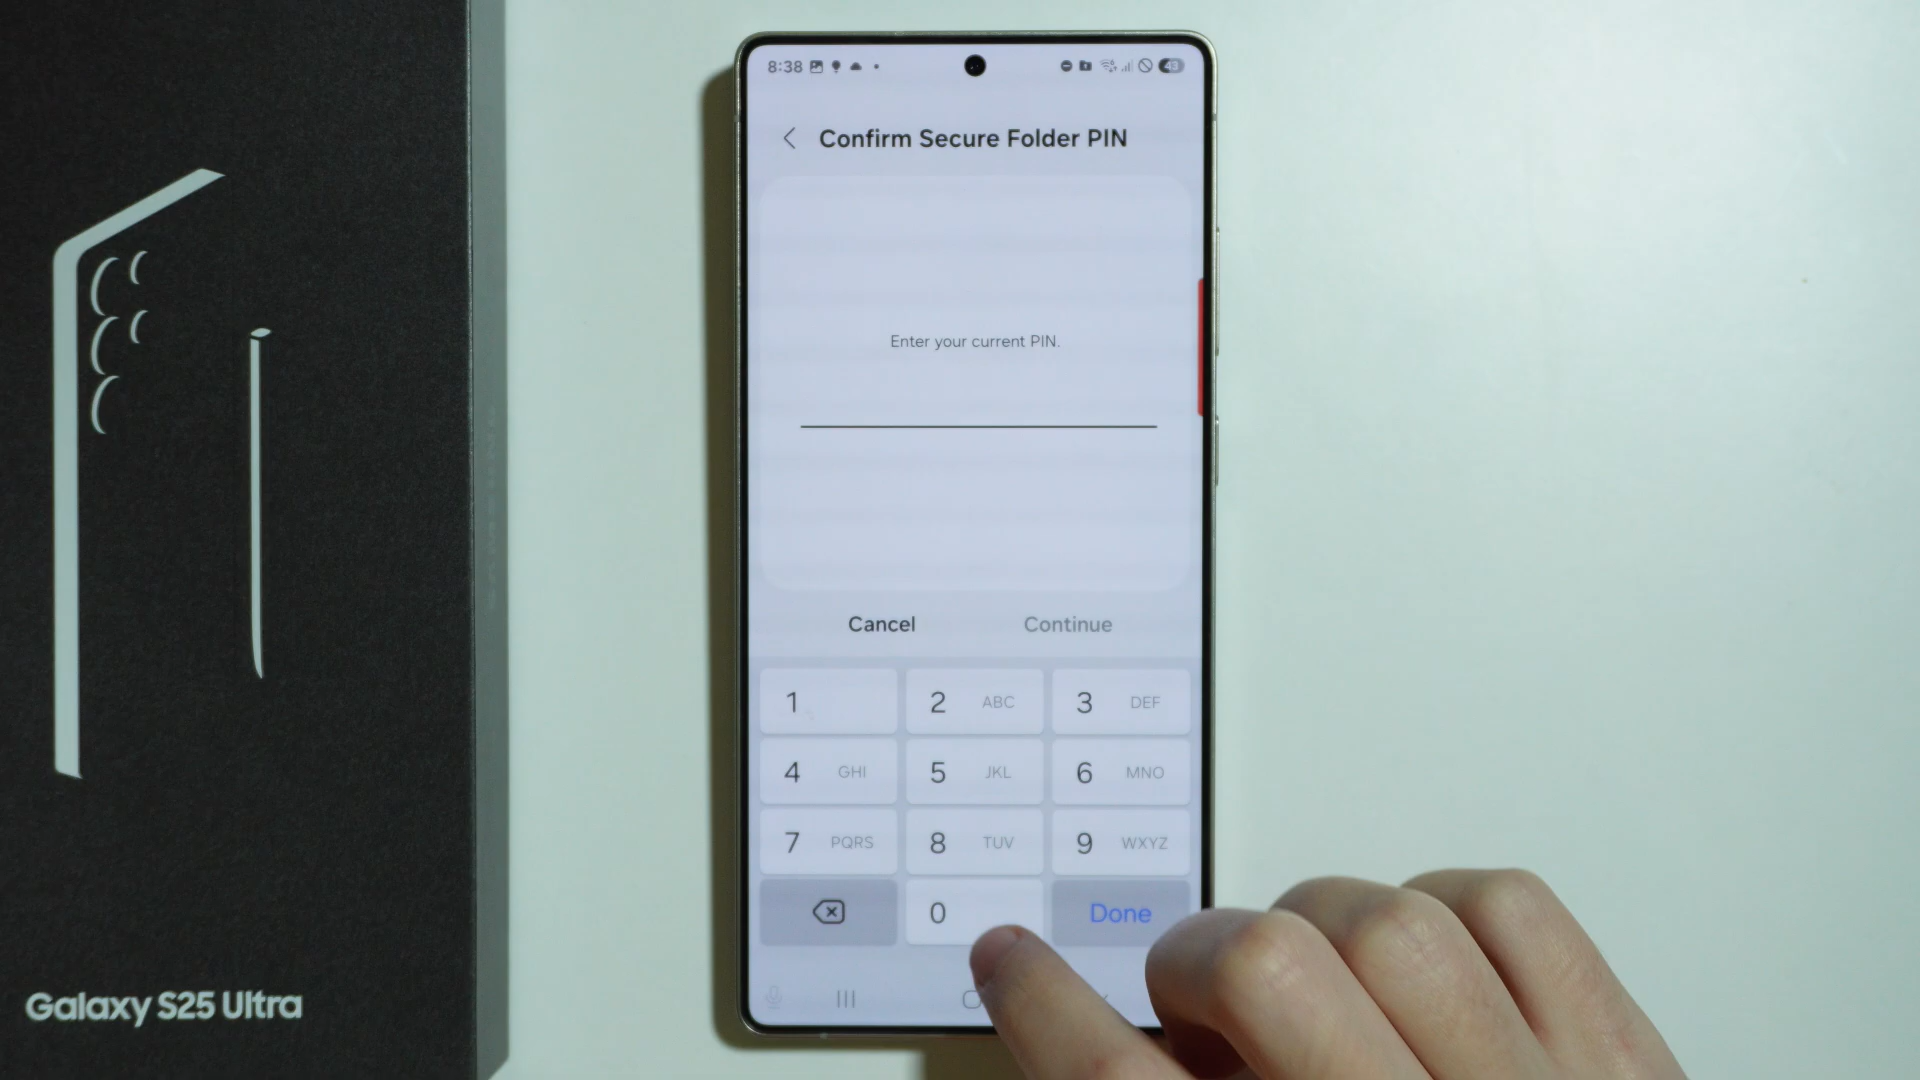 8:38
43
Confirm Secure Folder PIN
Enter your current PIN.
Cancel Continue
1 2 ABC 3 DEF
4 GHI 5 JKL 6 MNO
7 PQRS 8 TUV 9 WXYZ
0 Done
Galaxy S25 Ultra